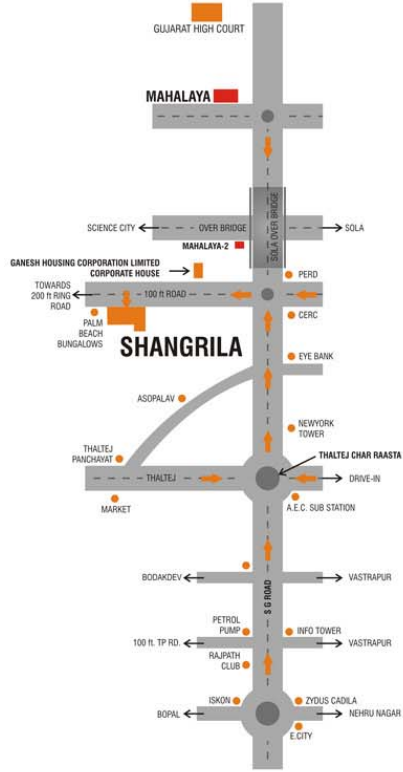 GUJARAT HIGH COURT
MAHALAYA
SOLA OVER BRIDGE
SCIENCE CITY
OVER BRIDGE
SOLA
MAHALAYA-2
GANESH HOUSING CORPORATION LIMITED
CORPORATE HOUSE
PERD
TOWARDS
200 ft RING
ROAD
100 ft ROAD
PALM
BEACH
BUNGALOWS
CERC
SHANGRILA
EYE BANK
ASOPALAV
NEWYORK
TOWER
THALTEJ
PANCHAYAT
THALTEJ CHAR RAASTA
THALTEJ
DRIVE-IN
MARKET
A.E.C. SUB STATION
BODAKDEV
VASTRAPUR
S G ROAD
PETROL
PUMP
INFO TOWER
100 ft. TP RD.
VASTRAPUR
RAJPATH
CLUB
ISKON
ZYDUS CADILA
BOPAL
NEHRU NAGAR
E.CITY